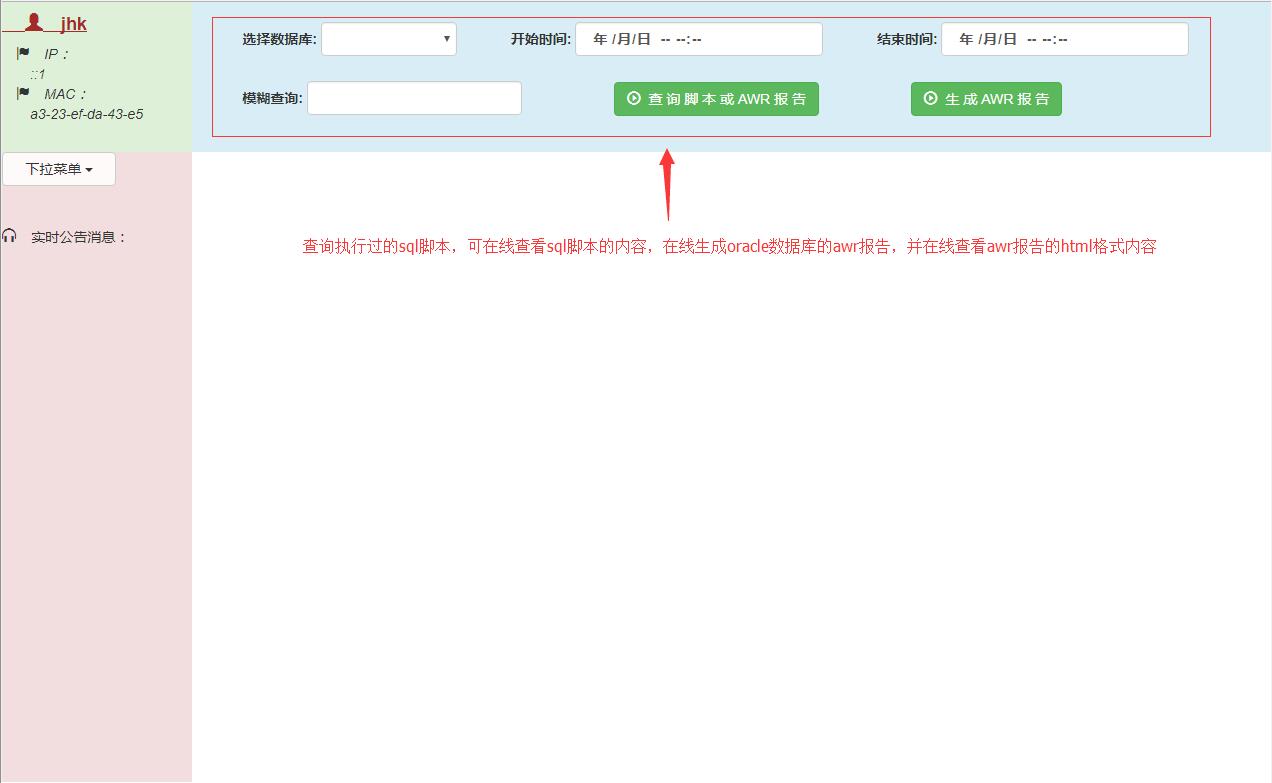 jhk
IP：
::1
MAC：
a3-23-ef-da-43-e5
选择数据库:
开始时间: 年 /月/日 -- --:--
结束时间: 年 /月/日 -- --:--
模糊查询:
查 询 脚 本 或 AWR 报 告
生 成 AWR 报 告
下拉菜单
实时公告消息：
查询执行过的sql脚本，可在线查看sql脚本的内容，在线生成oracle数据库的awr报告，并在线查看awr报告的html格式内容